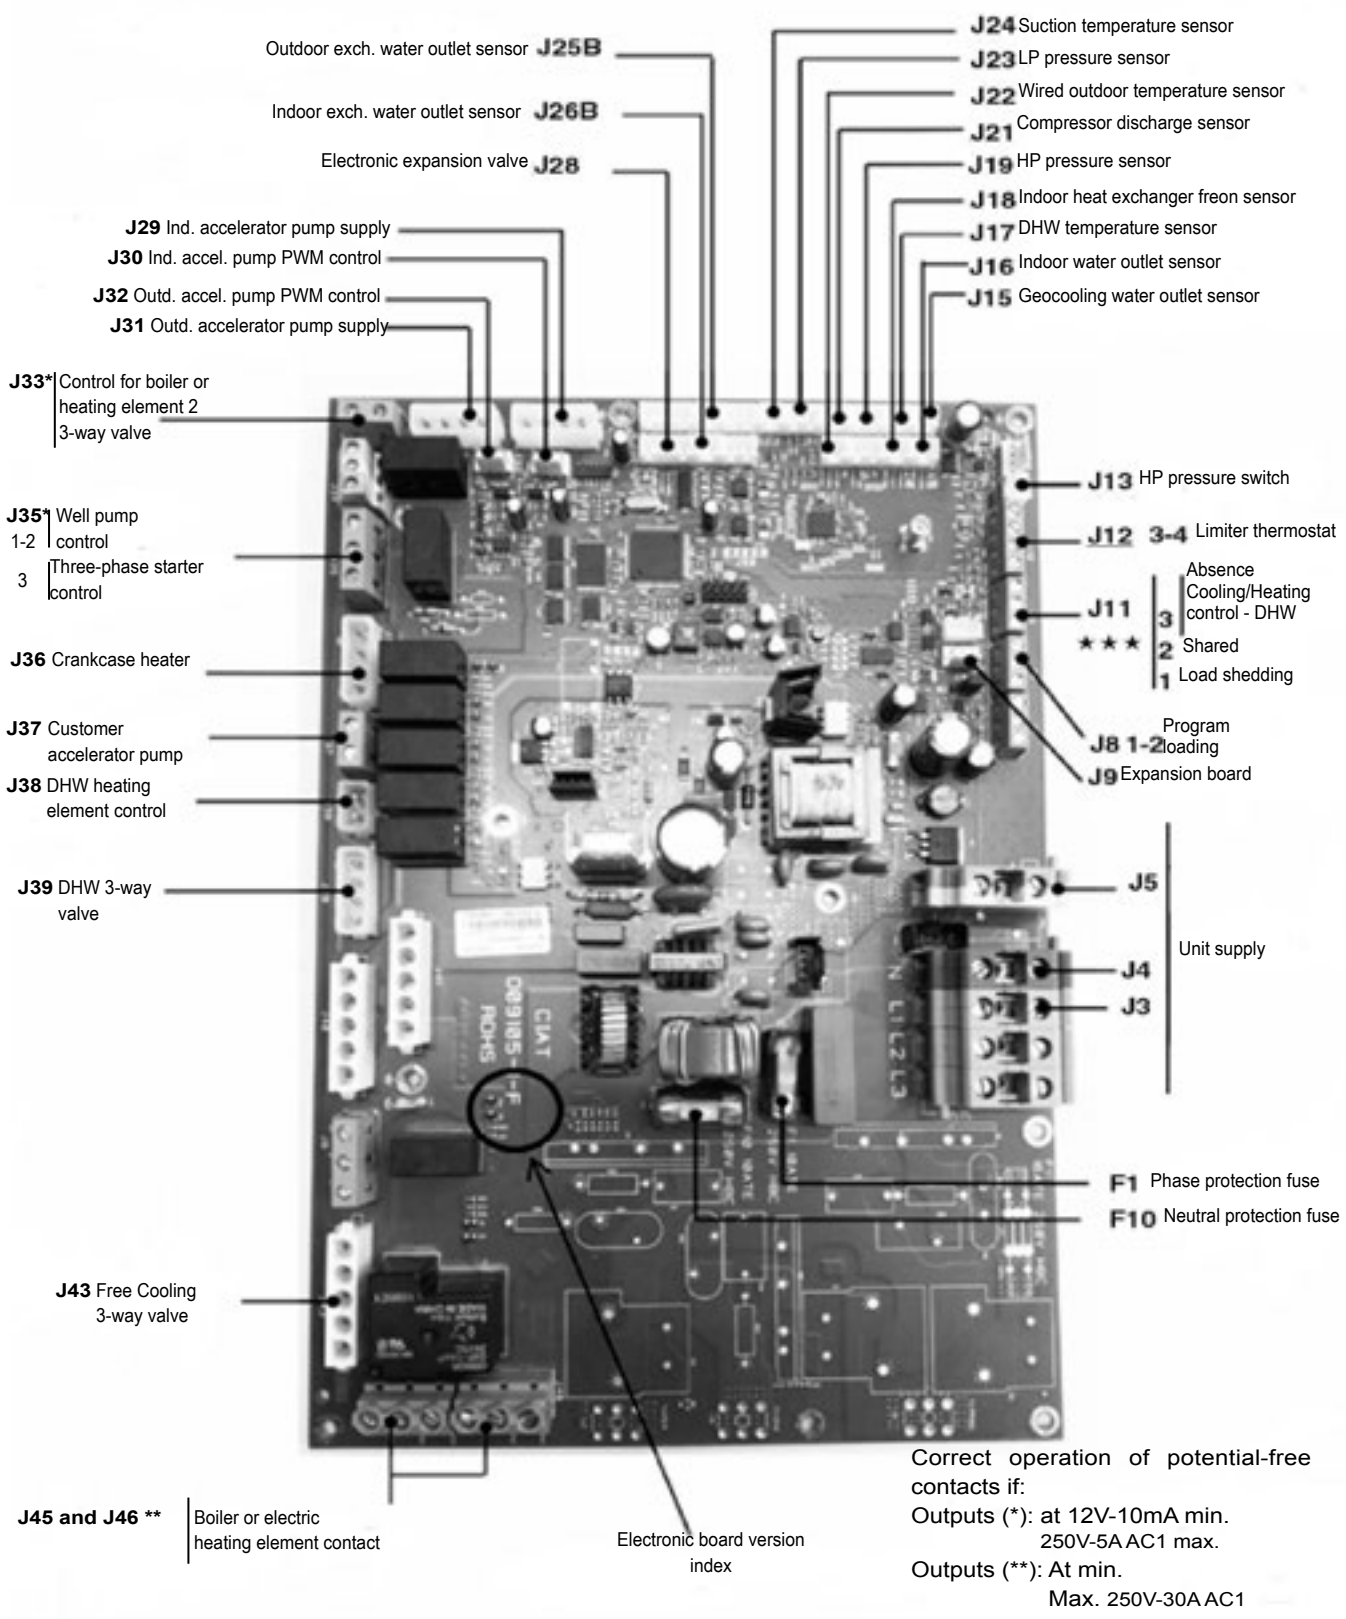 J24 Suction temperature sensor
Outdoor exch. water outlet sensor J25B
J23 LP pressure sensor
J22 Wired outdoor temperature sensor
Indoor exch. water outlet sensor J26B
J21 Compressor discharge sensor
Electronic expansion valve J28
J19 HP pressure sensor
J18 Indoor heat exchanger freon sensor
J29 Ind. accelerator pump supply
J17 DHW temperature sensor
J30 Ind. accel. pump PWM control
J16 Indoor water outlet sensor
J32 Outd. accel. pump PWM control
J15 Geocooling water outlet sensor
J31 Outd. accelerator pump supply
J33* Control for boiler or
heating element 2
3-way valve
J13 HP pressure switch
J35* Well pump
1-2 control
3 Three-phase starter
control
J12 3-4 Limiter thermostat
Absence
Cooling/Heating
control - DHW
J11 3
★★★ 2 Shared
1 Load shedding
J36 Crankcase heater
J37 Customer
accelerator pump
J8 1-2 Program
loading
J9 Expansion board
J38 DHW heating
element control
J39 DHW 3-way
valve
J5
J4
J3
Unit supply
N L1 L2 L3
CIAT
D09105-1-F
ROHS
F1 Phase protection fuse
F10 Neutral protection fuse
J43 Free Cooling
3-way valve
J45 and J46 ** Boiler or electric
heating element contact
Electronic board version
index
Correct operation of potential-free
contacts if:
Outputs (*): at 12V-10mA min.
250V-5A AC1 max.
Outputs (**): At min.
Max. 250V-30A AC1